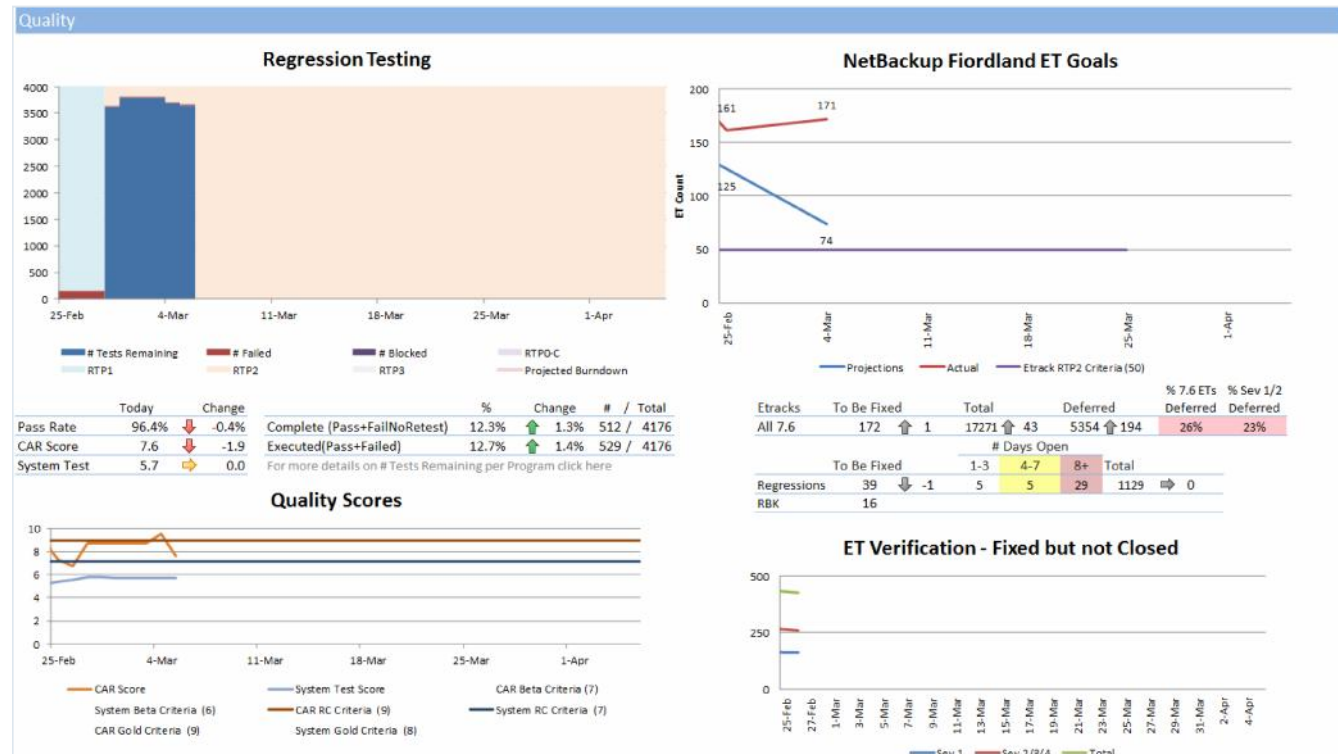 Quality
Regression Testing
4000
3500
3000
2500
2000
1500
1000
500
0
25-Feb 4-Mar 11-Mar 18-Mar 25-Mar 1-Apr
# Tests Remaining # Failed # Blocked RTP0-C
RTP1 RTP2 RTP3 Projected Burndown
Today Change
Pass Rate 96.4% -0.4%
CAR Score 7.6 -1.9
System Test 5.7 0.0
% Change # / Total
Complete (Pass+FailNoRetest) 12.3% 1.3% 512 / 4176
Executed(Pass+Failed) 12.7% 1.4% 529 / 4176
For more details on # Tests Remaining per Program click here
Quality Scores
10
8
6
4
2
0
25-Feb 4-Mar 11-Mar 18-Mar 25-Mar 1-Apr
CAR Score System Test Score CAR Beta Criteria (7)
System Beta Criteria (6) CAR RC Criteria (9) System RC Criteria (7)
CAR Gold Criteria (9) System Gold Criteria (8)
NetBackup Fiordland ET Goals
ET Count
200
150
100
50
0
161
171
125
74
25-Feb 4-Mar 11-Mar 18-Mar 25-Mar 1-Apr
Projections Actual Etrack RTP2 Criteria (50)
% 7.6 ETs % Sev 1/2
Etracks To Be Fixed Total Deferred Deferred Deferred
All 7.6 172 1 17271 43 5354 194 26% 23%
# Days Open
To Be Fixed 1-3 4-7 8+ Total
Regressions 39 -1 5 5 29 1129 0
RBK 16
ET Verification - Fixed but not Closed
500
250
0
25-Feb 27-Feb 1-Mar 3-Mar 5-Mar 7-Mar 9-Mar 11-Mar 13-Mar 15-Mar 17-Mar 19-Mar 21-Mar 23-Mar 25-Mar 27-Mar 29-Mar 31-Mar 2-Apr 4-Apr
Sev 1 Sev 2/3/4 Total